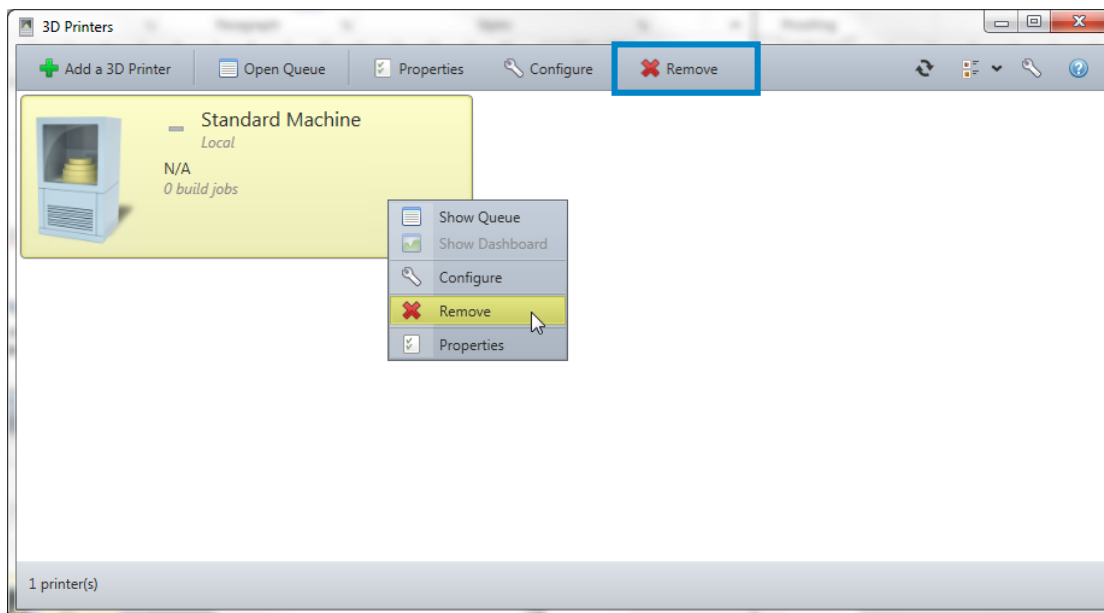 3D Printers
Add a 3D Printer Open Queue Properties Configure Remove
Standard Machine
Local
N/A
0 build jobs
Show Queue
Show Dashboard
Configure
Remove
Properties
1 printer(s)